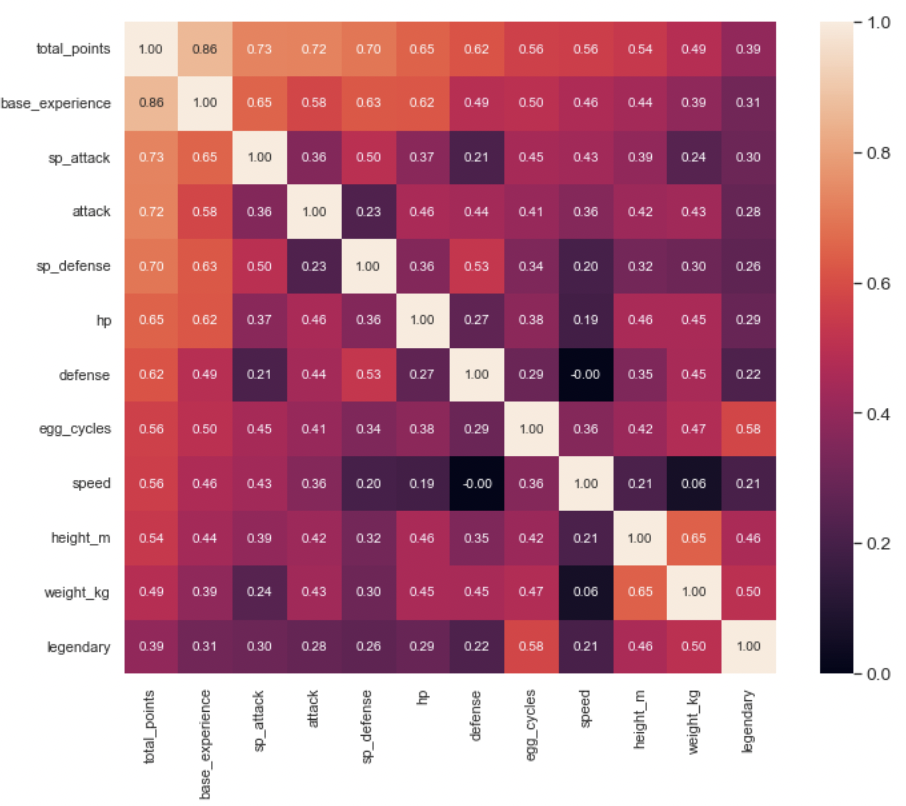 total_points 1.00 0.86 0.73 0.72 0.70 0.65 0.62 0.56 0.56 0.54 0.49 0.39
base_experience 0.86 1.00 0.65 0.58 0.63 0.62 0.49 0.50 0.46 0.44 0.39 0.31
sp_attack 0.73 0.65 1.00 0.36 0.50 0.37 0.21 0.45 0.43 0.39 0.24 0.30
attack 0.72 0.58 0.36 1.00 0.23 0.46 0.44 0.41 0.36 0.42 0.43 0.28
sp_defense 0.70 0.63 0.50 0.23 1.00 0.36 0.53 0.34 0.20 0.32 0.30 0.26
hp 0.65 0.62 0.37 0.46 0.36 1.00 0.27 0.38 0.19 0.46 0.45 0.29
defense 0.62 0.49 0.21 0.44 0.53 0.27 1.00 0.29 -0.00 0.35 0.45 0.22
egg_cycles 0.56 0.50 0.45 0.41 0.34 0.38 0.29 1.00 0.36 0.42 0.47 0.58
speed 0.56 0.46 0.43 0.36 0.20 0.19 -0.00 0.36 1.00 0.21 0.06 0.21
height_m 0.54 0.44 0.39 0.42 0.32 0.46 0.35 0.42 0.21 1.00 0.65 0.46
weight_kg 0.49 0.39 0.24 0.43 0.30 0.45 0.45 0.47 0.06 0.65 1.00 0.50
legendary 0.39 0.31 0.30 0.28 0.26 0.29 0.22 0.58 0.21 0.46 0.50 1.00
total_points
base_experience
sp_attack
attack
sp_defense
hp
defense
egg_cycles
speed
height_m
weight_kg
legendary
1.0
0.8
0.6
0.4
0.2
0.0